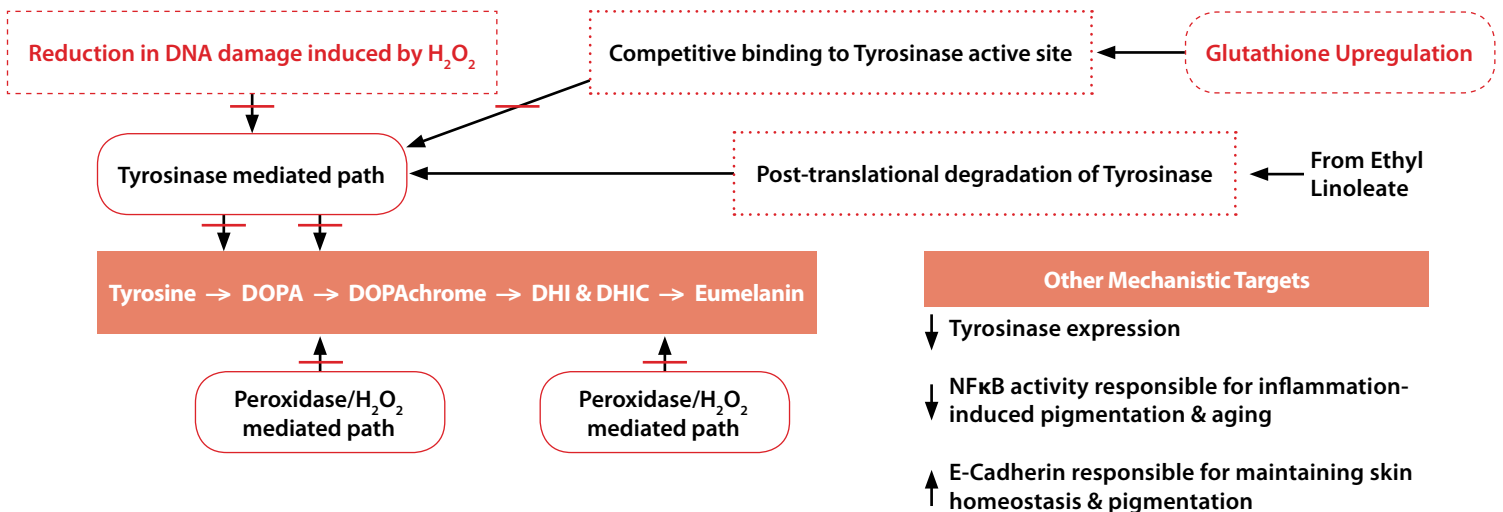 Reduction in DNA damage induced by H₂O₂
Competitive binding to Tyrosinase active site
Glutathione Upregulation
Tyrosinase mediated path
Post-translational degradation of Tyrosinase
From Ethyl
Linoleate
Tyrosine → DOPA → DOPAchrome → DHI & DHIC → Eumelanin
Peroxidase/H₂O₂
mediated path
Peroxidase/H₂O₂
mediated path
Other Mechanistic Targets
↓ Tyrosinase expression
↓ NFκB activity responsible for inflammation-
induced pigmentation & aging
↑ E-Cadherin responsible for maintaining skin
homeostasis & pigmentation